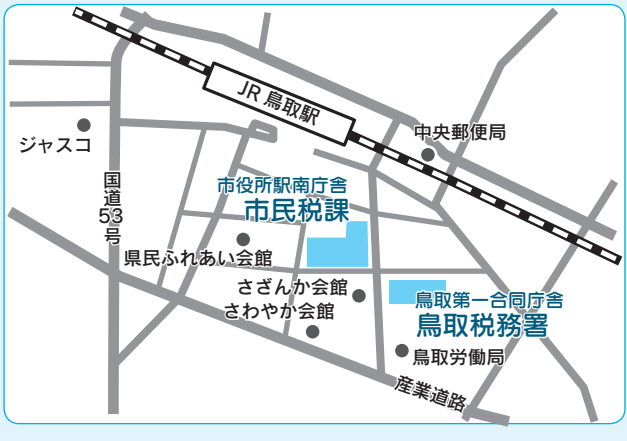 JR 鳥取駅
中央郵便局
ジャスコ
国道53号
市役所駅南庁舎
市民税課
県民ふれあい会館
さざんか会館
さわやか会館
鳥取第一合同庁舎
鳥取税務署
鳥取労働局
産業道路